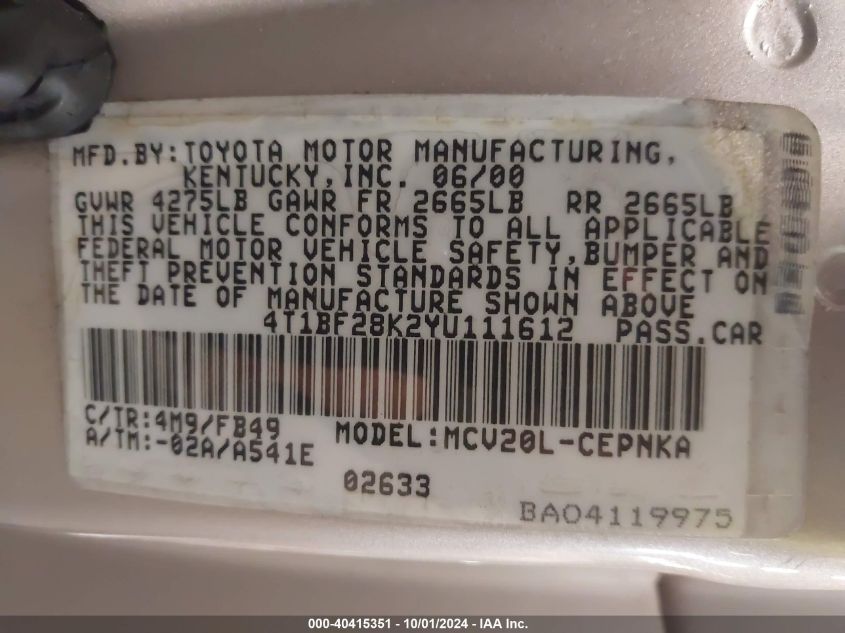 MFD.BY:TOYOTA MOTOR MANUFACTURING,
KENTUCKY,INC. 06/00
GVWR 4275LB GAWR FR 2665LB RR 2665LB
THIS VEHICLE CONFORMS TO ALL APPLICABLE
FEDERAL MOTOR VEHICLE SAFETY,BUMPER AND
THEFT PREVENTION STANDARDS IN EFFECT ON
THE DATE OF MANUFACTURE SHOWN ABOVE
4T1BF28K2YU111612 PASS.CAR
C/TR:4M9/FB49
A/TM:-02A/A541E
MODEL:MCV20L-CEPNKA
02633
BA04119975
000-40415351 - 10/01/2024 - IAA Inc.